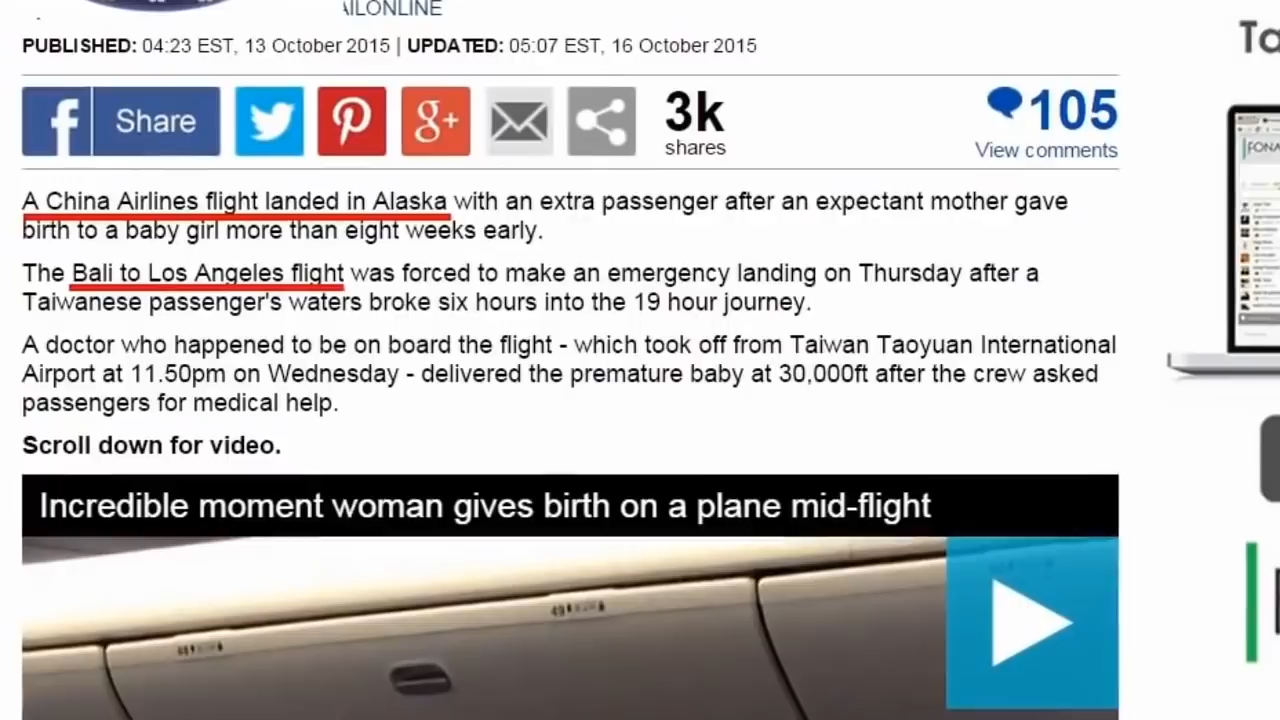 AILONLINE
PUBLISHED: 04:23 EST, 13 October 2015 | UPDATED: 05:07 EST, 16 October 2015
f Share
g+
3k
shares
105
View comments
A China Airlines flight landed in Alaska with an extra passenger after an expectant mother gave
birth to a baby girl more than eight weeks early.
The Bali to Los Angeles flight was forced to make an emergency landing on Thursday after a
Taiwanese passenger's waters broke six hours into the 19 hour journey.
A doctor who happened to be on board the flight - which took off from Taiwan Taoyuan International
Airport at 11.50pm on Wednesday - delivered the premature baby at 30,000ft after the crew asked
passengers for medical help.
Scroll down for video.
Incredible moment woman gives birth on a plane mid-flight
Ta
FONA